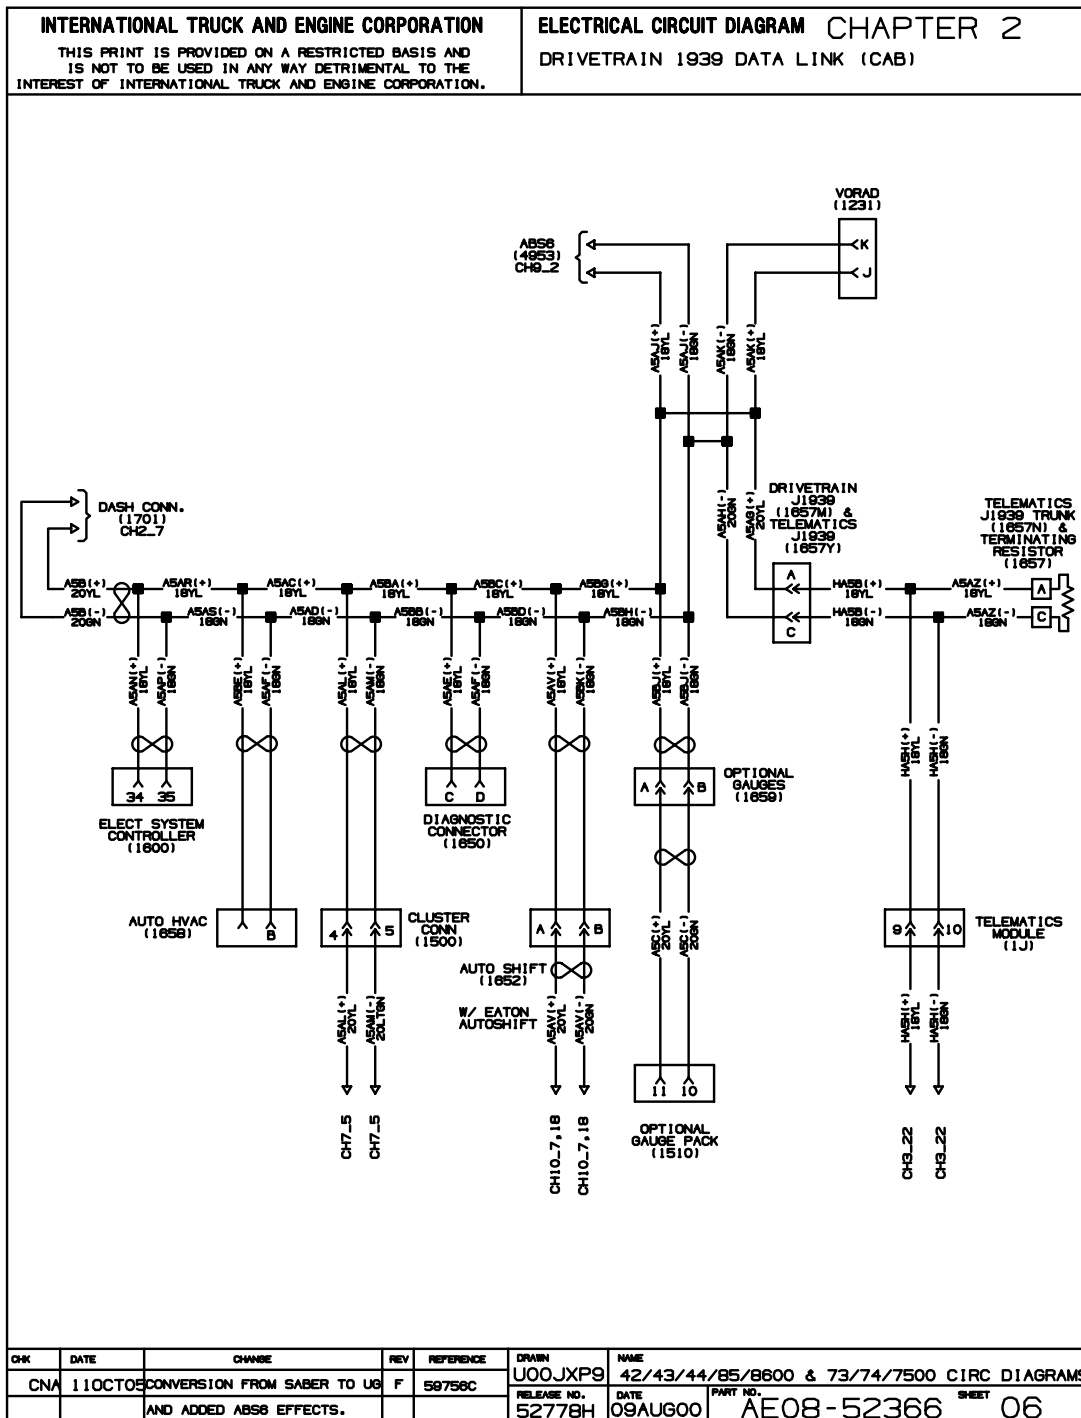 INTERNATIONAL TRUCK AND ENGINE CORPORATION
THIS PRINT IS PROVIDED ON A RESTRICTED BASIS AND
IS NOT TO BE USED IN ANY WAY DETRIMENTAL TO THE
INTEREST OF INTERNATIONAL TRUCK AND ENGINE CORPORATION.
ELECTRICAL CIRCUIT DIAGRAM CHAPTER 2
DRIVETRAIN 1939 DATA LINK (CAB)
VORAD
(1231)
K
J
ABS6
(4953)
CH9_2
A5AJ(+)
18YL
A5AJ(-)
18GN
A5AK(-)
18GN
A5AK(+)
18YL
DASH CONN.
(1701)
CH2_7
A5AH(-)
20GN
A5AG(+)
20YL
DRIVETRAIN
J1939
(1657M) &
TELEMATICS
J1939
(1657Y)
A
C
TELEMATICS
J1939 TRUNK
(1657N) &
TERMINATING
RESISTOR
(1657)
A
C
A5B(+)
20YL
A5B(-)
20GN
A5AR(+)
18YL
A5AS(-)
18GN
A5AC(+)
18YL
A5AD(-)
18GN
A5BA(+)
18YL
A5BB(-)
18GN
A5BC(+)
18YL
A5BD(-)
18GN
A5BG(+)
18YL
A5BH(-)
18GN
HA5B(+)
18YL
HA5B(-)
18GN
A5AZ(+)
18YL
A5AZ(-)
18GN
A5AN(+)
18YL
A5AP(-)
18GN
A5BE(+)
18YL
A5AF(-)
18GN
A5AL(+)
18YL
A5AM(-)
18GN
A5AE(+)
18YL
A5AF(-)
18GN
A5AV(+)
18YL
A5BK(-)
18GN
A5BJ(+)
18YL
A5BJ(-)
18GN
HA5H(+)
18YL
HA5H(-)
18GN
34 35
ELECT SYSTEM
CONTROLLER
(1600)
C D
DIAGNOSTIC
CONNECTOR
(1650)
A B
OPTIONAL
GAUGES
(1659)
AUTO HVAC
(1658)
B
4 5
CLUSTER
CONN
(1500)
A B
AUTO SHIFT
(1652)
W/ EATON
AUTOSHIFT
A5C(+)
20YL
A5C(-)
20GN
9 10
TELEMATICS
MODULE
(1J)
A5AL(+)
20YL
A5AM(-)
20LTGN
A5AV(+)
20YL
A5AV(-)
20GN
HA5H(+)
18YL
HA5H(-)
18GN
11 10
OPTIONAL
GAUGE PACK
(1510)
CH7_5
CH7_5
CH10_7,18
CH10_7,18
CH3_22
CH3_22
CHK DATE CHANGE REV REFERENCE
CNA 11OCT05 CONVERSION FROM SABER TO UG F 59756C
AND ADDED ABS6 EFFECTS.
DRAWN
U00JXP9
NAME
42/43/44/85/8600 & 73/74/7500 CIRC DIAGRAMS
RELEASE NO.
52778H
DATE
09AUG00
PART NO.
AE08-52366
SHEET
06